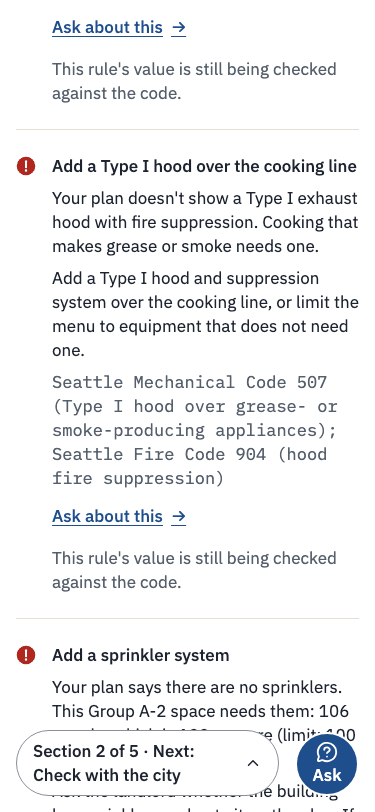 Ask about this →
This rule's value is still being checked
against the code.
Add a Type I hood over the cooking line
Your plan doesn't show a Type I exhaust
hood with fire suppression. Cooking that
makes grease or smoke needs one.
Add a Type I hood and suppression
system over the cooking line, or limit the
menu to equipment that does not need
one.
Seattle Mechanical Code 507
(Type I hood over grease- or
smoke-producing appliances);
Seattle Fire Code 904 (hood
fire suppression)
Ask about this →
This rule's value is still being checked
against the code.
Add a sprinkler system
Your plan says there are no sprinklers.
This Group A-2 space needs them: 106
(limit: 100
Section 2 of 5 · Next:
Check with the city
Ask